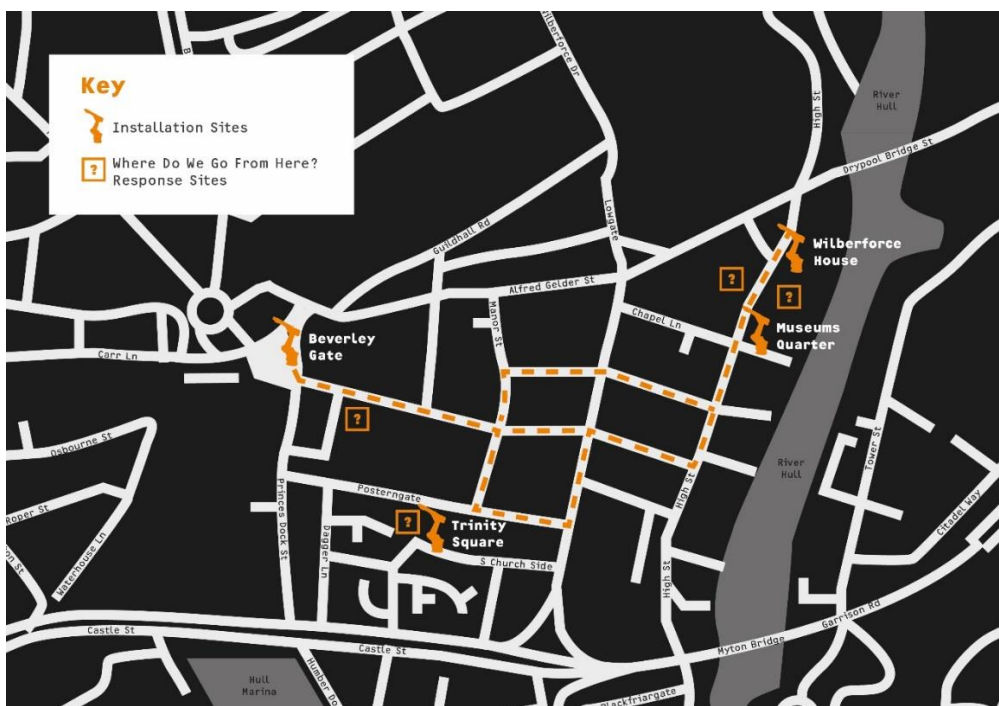 Key
Installation Sites
?
Where Do We Go From Here?
Response Sites
Wilberforce Dr
High St
River
Hull
Drypool Bridge St
Lowgate
Guildhall Rd
Wilberforce
House
?
?
Alfred Gelder St
Manor St
Chapel Ln
Museums
Quarter
Beverley
Gate
Carr Ln
?
Osbourne St
Princes Dock St
Posterngate
?
Trinity
Square
S Church Side
Dagger Ln
High St
River
Hull
Tower St
Citadel Way
Roper St
Waterhouse Ln
Castle St
Castle St
High St
Myton Bridge
Garrison Rd
Hull
Marina
Humber Do
Blackfriargate